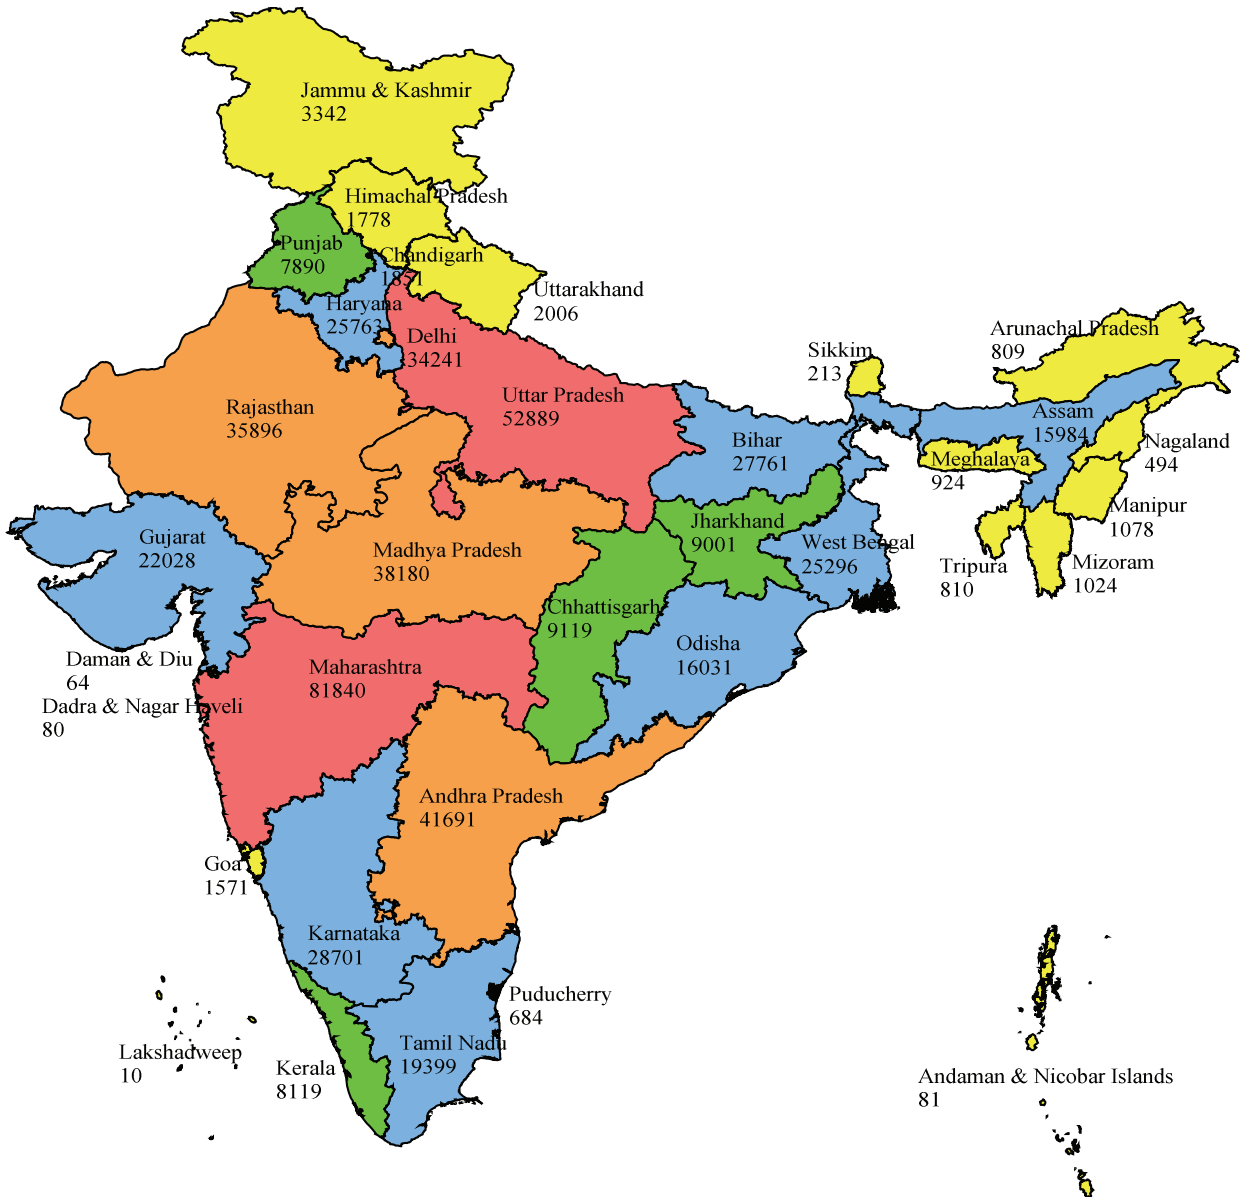 Jammu & Kashmir
3342
Himachal Pradesh
1778
Punjab
7890
Chandigarh
1851
Uttarakhand
2006
Haryana
25763
Delhi
34241
Arunachal Pradesh
809
Sikkim
213
Uttar Pradesh
52889
Rajasthan
35896
Assam
15984
Bihar
27761
Nagaland
494
Meghalaya
924
Manipur
1078
Jharkhand
9001
Gujarat
22028
West Bengal
25296
Madhya Pradesh
38180
Tripura
810
Mizoram
1024
Chhattisgarh
9119
Odisha
16031
Daman & Diu
64
Maharashtra
81840
Dadra & Nagar Haveli
80
Andhra Pradesh
41691
Goa
1571
Karnataka
28701
Puducherry
684
Tamil Nadu
19399
Lakshadweep
10
Kerala
8119
Andaman & Nicobar Islands
81